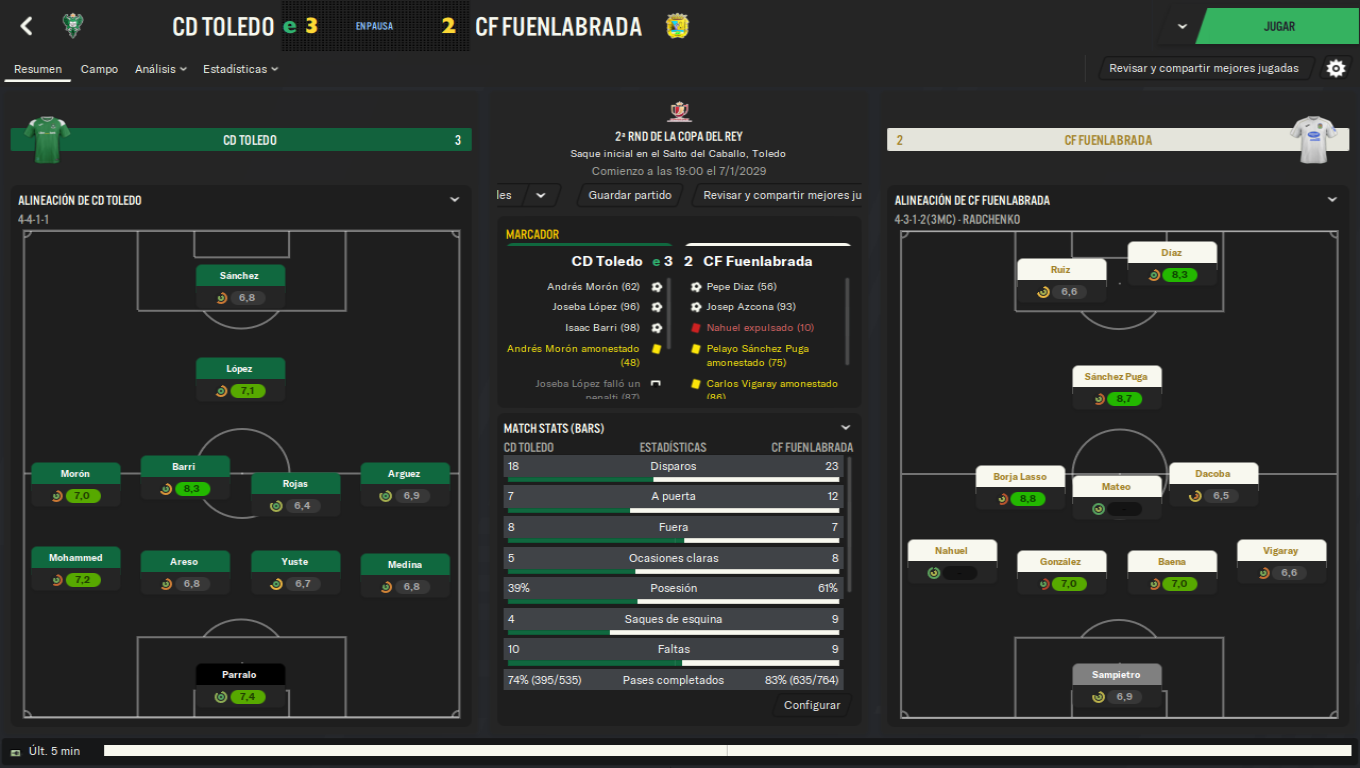 CD TOLEDO e 3 EN PAUSA 2 CF FUENLABRADA
JUGAR
Resumen Campo Análisis Estadísticas
Revisar y compartir mejores jugadas
CD TOLEDO 3
2ª RND DE LA COPA DEL REY
Saque inicial en el Salto del Caballo, Toledo
Comienzo a las 19:00 el 7/1/2029
les Guardar partido Revisar y compartir mejores ju
2 CF FUENLABRADA
ALINEACIÓN DE CD TOLEDO
4-4-1-1
Sánchez
6,8
López
7,1
Morón
7,0
Barri
8,3
Rojas
6,4
Arguez
6,9
Mohammed
7,2
Areso
6,8
Yuste
6,7
Medina
6,8
Parralo
7,4
MARCADOR
CD Toledo e 3 2 CF Fuenlabrada
Andrés Morón (62)
Joseba López (96)
Isaac Barri (98)
Andrés Morón amonestado
(48)
Joseba López falló un
penalti (87)
Pepe Díaz (56)
Josep Azcona (93)
Nahuel expulsado (10)
Pelayo Sánchez Puga
amonestado (75)
Carlos Vigaray amonestado
(86)
MATCH STATS (BARS)
CD TOLEDO ESTADÍSTICAS CF FUENLABRADA
18 Disparos 23
7 A puerta 12
8 Fuera 7
5 Ocasiones claras 8
39% Posesión 61%
4 Saques de esquina 9
10 Faltas 9
74% (395/535) Pases completados 83% (635/764)
Configurar
ALINEACIÓN DE CF FUENLABRADA
4-3-1-2(3MC) - RADCHENKO
Díaz
8,3
Ruiz
6,6
Sánchez Puga
8,7
Borja Lasso
8,8
Mateo
-
Dacoba
6,5
Nahuel
-
González
7,0
Baena
7,0
Vigaray
6,6
Sampietro
6,9
Últ. 5 min